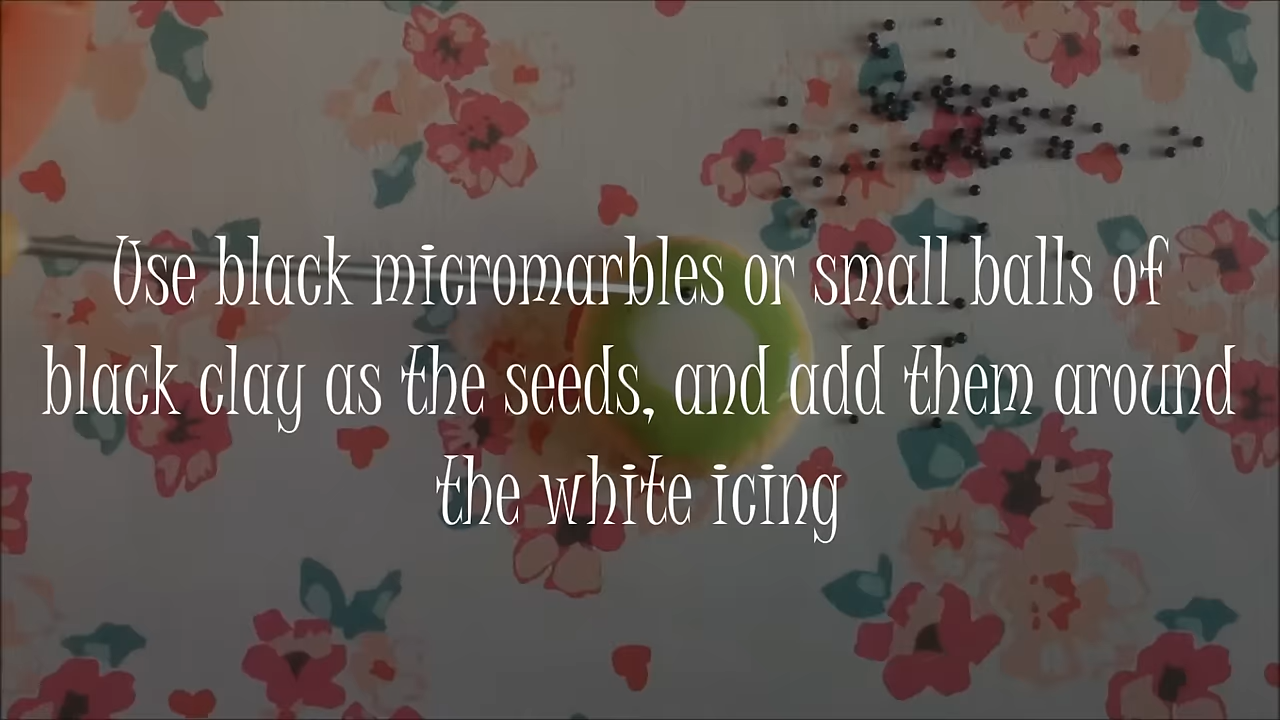 Use black micromarbles or small balls of
black clay as the seeds, and add them around
the white icing